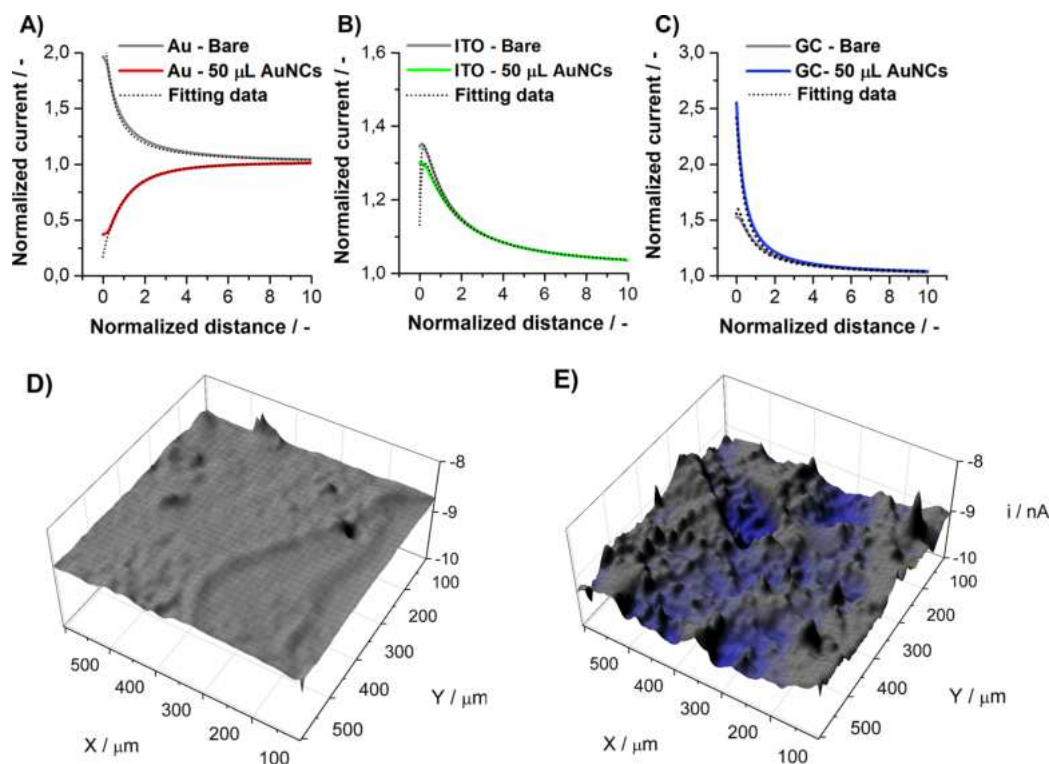 A)
Au - Bare
Au - 50 μL AuNCs
Fitting data
2,0
1,5
1,0
0,5
0,0
0 2 4 6 8 10
Normalized current / -
Normalized distance / -
B)
ITO - Bare
ITO - 50 μL AuNCs
Fitting data
1,6
1,4
1,2
1,0
0 2 4 6 8 10
Normalized current / -
Normalized distance / -
C)
GC - Bare
GC- 50 μL AuNCs
Fitting data
3,0
2,5
2,0
1,5
1,0
0 2 4 6 8 10
Normalized current / -
Normalized distance / -
D)
-8
-9
-10
100
200
300
400
500
Y / μm
500
400
300
200
100
X / μm
E)
-8
-9
-10
i / nA
100
200
300
400
500
Y / μm
500
400
300
200
100
X / μm